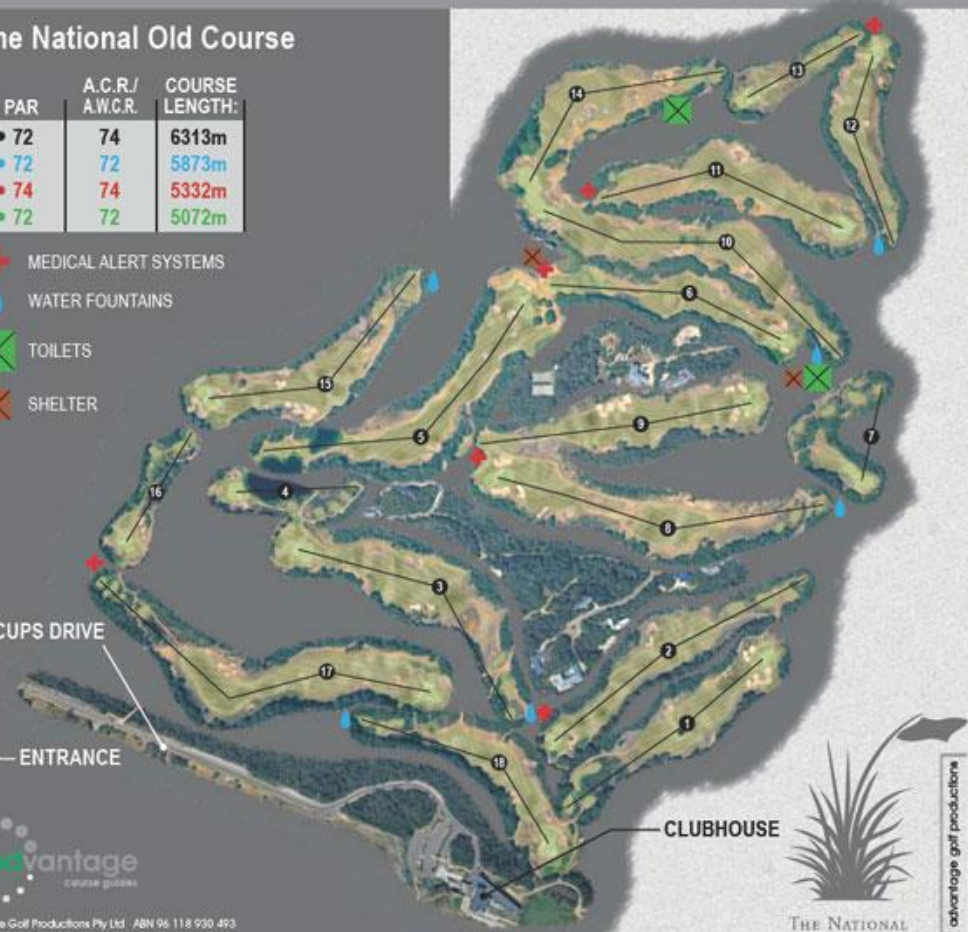 he National Old Course
PAR
A.C.R./
A.W.C.R.
COURSE
LENGTH:
72 74 6313m
72 72 5873m
74 74 5332m
72 72 5072m
MEDICAL ALERT SYSTEMS
WATER FOUNTAINS
TOILETS
SHELTER
13
14
12
11
10
6
15
9
5
7
4
16
8
3
2
17
1
18
CUPS DRIVE
ENTRANCE
CLUBHOUSE
advantage
course guides
e Golf Productions Pty Ltd ABN 96 118 930 493
THE NATIONAL
advantage golf productions